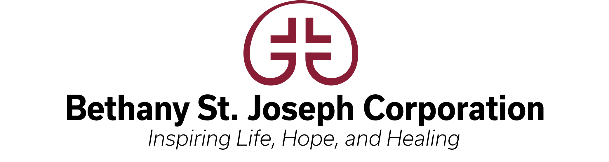 Bethany St. Joseph Corporation
Inspiring Life, Hope, and Healing